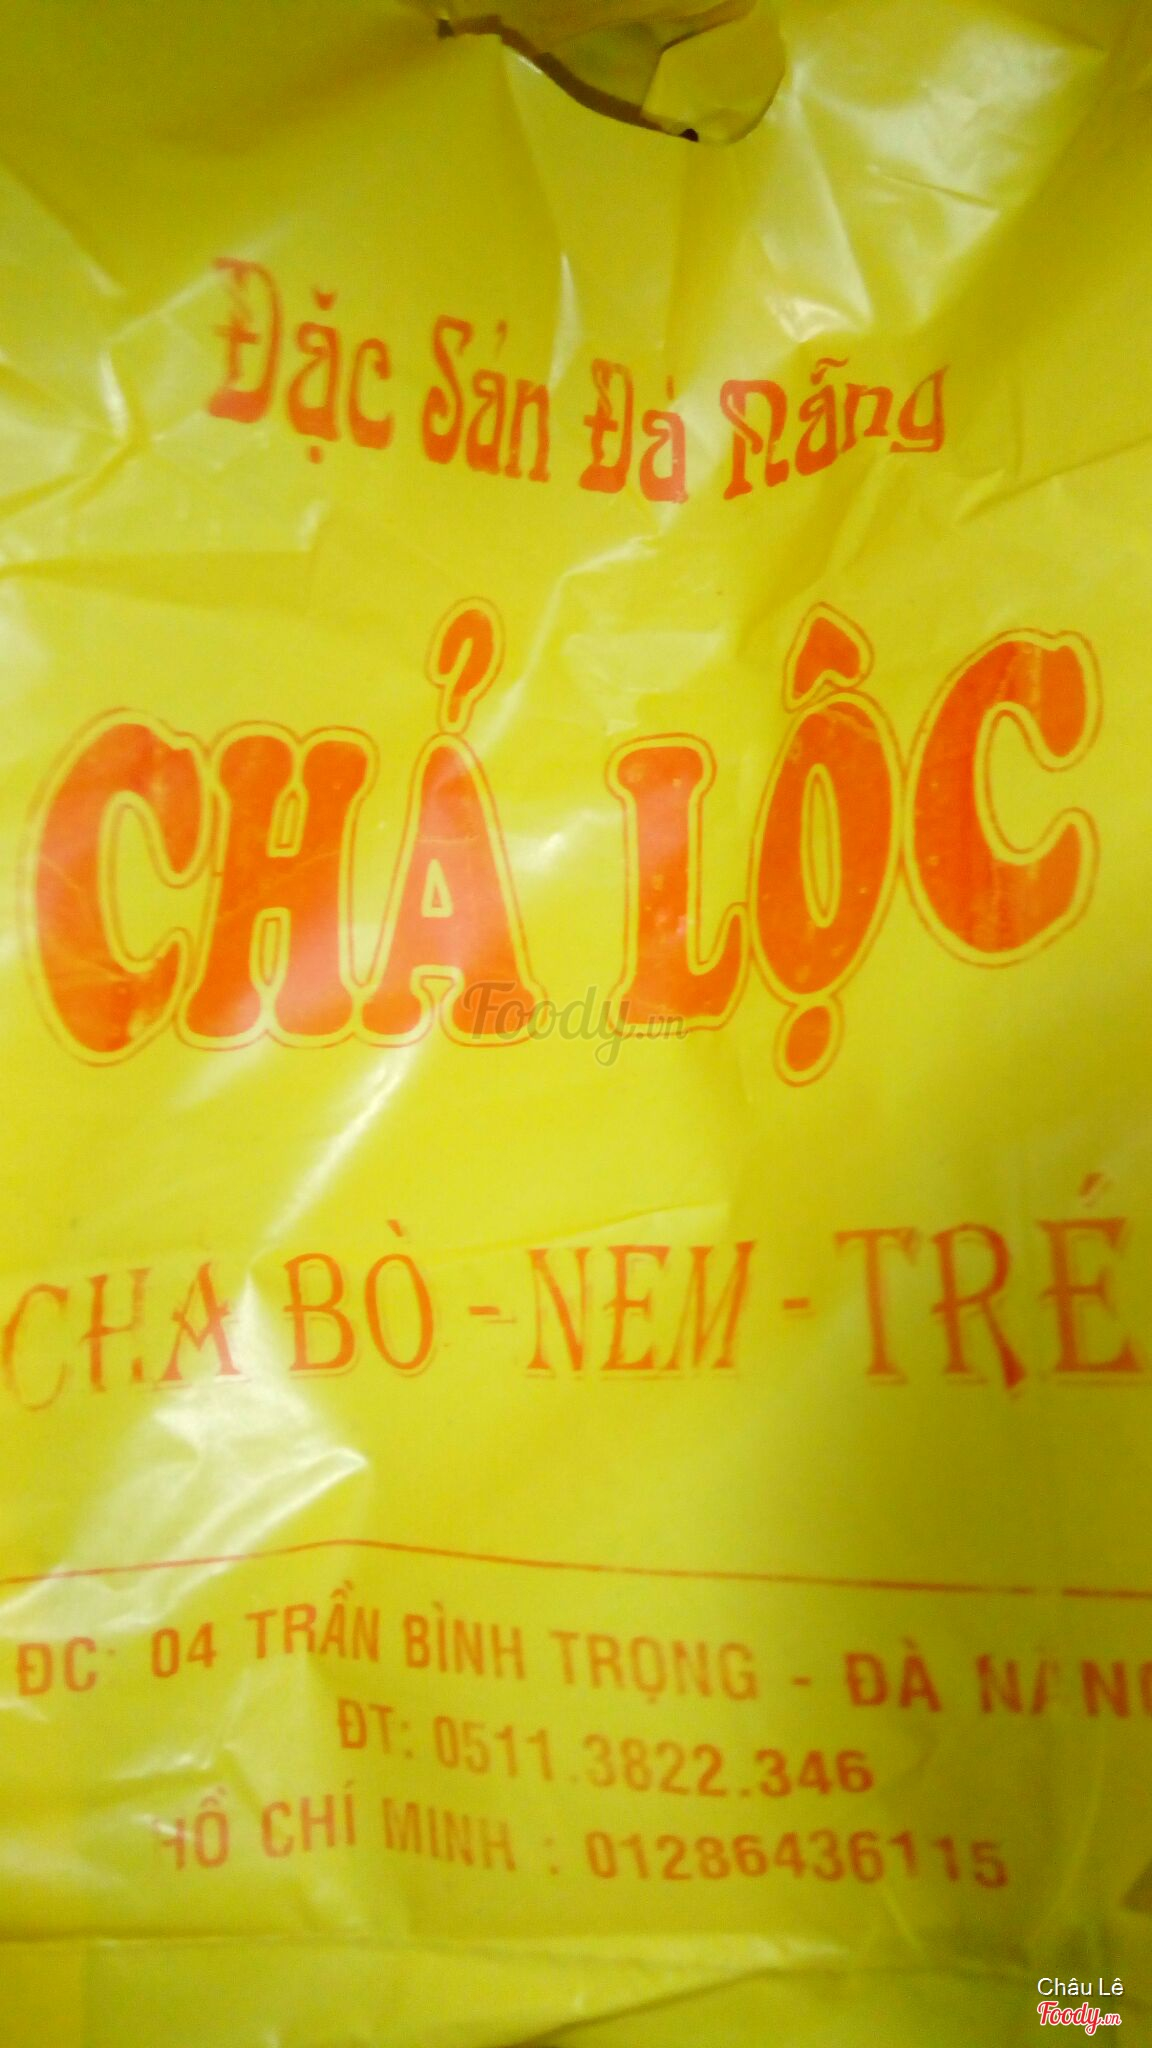 Đặc Sản Đà Nẵng
CHẢ LỘC
Foody.vn
CHẢ BÒ - NEM - TRÉ
ĐC: 04 TRẦN BÌNH TRỌNG - ĐÀ NẴNG
ĐT: 0511.3822.346
HỒ CHÍ MINH : 01286436115
Châu Lê
Foody.vn